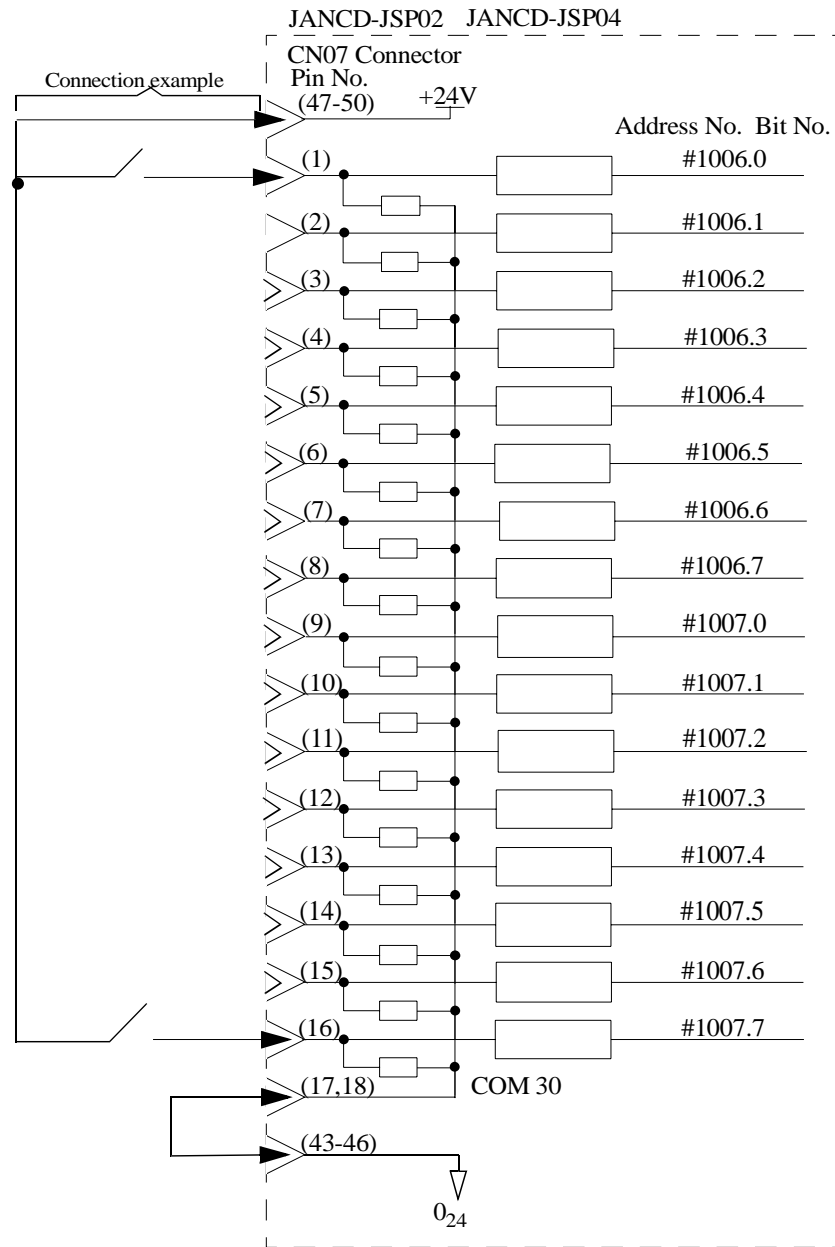 JANCD-JSP02 JANCD-JSP04
CN07 Connector
Pin No.
Connection example
(47-50) +24V
Address No. Bit No.
(1) #1006.0
(2) #1006.1
(3) #1006.2
(4) #1006.3
(5) #1006.4
(6) #1006.5
(7) #1006.6
(8) #1006.7
(9) #1007.0
(10) #1007.1
(11) #1007.2
(12) #1007.3
(13) #1007.4
(14) #1007.5
(15) #1007.6
(16) #1007.7
(17,18) COM 30
(43-46)
0₂₄